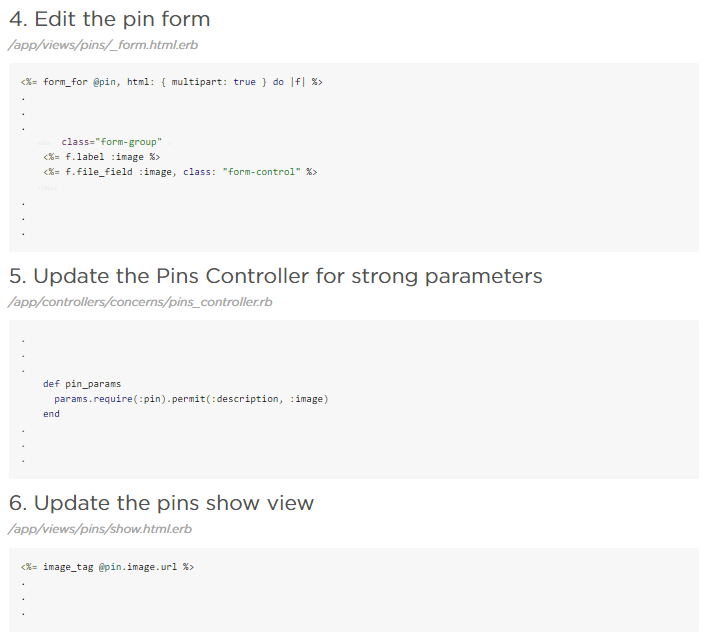 4. Edit the pin form
/app/views/pins/_form.html.erb
<%= form_for @pin, html: { multipart: true } do |f| %>
.
.
.
class="form-group"
<%= f.label :image %>
<%= f.file_field :image, class: "form-control" %>
.
.
.
5. Update the Pins Controller for strong parameters
/app/controllers/concerns/pins_controller.rb
.
.
.
def pin_params
params.require(:pin).permit(:description, :image)
end
.
.
.
6. Update the pins show view
/app/views/pins/show.html.erb
<%= image_tag @pin.image.url %>
.
.
.